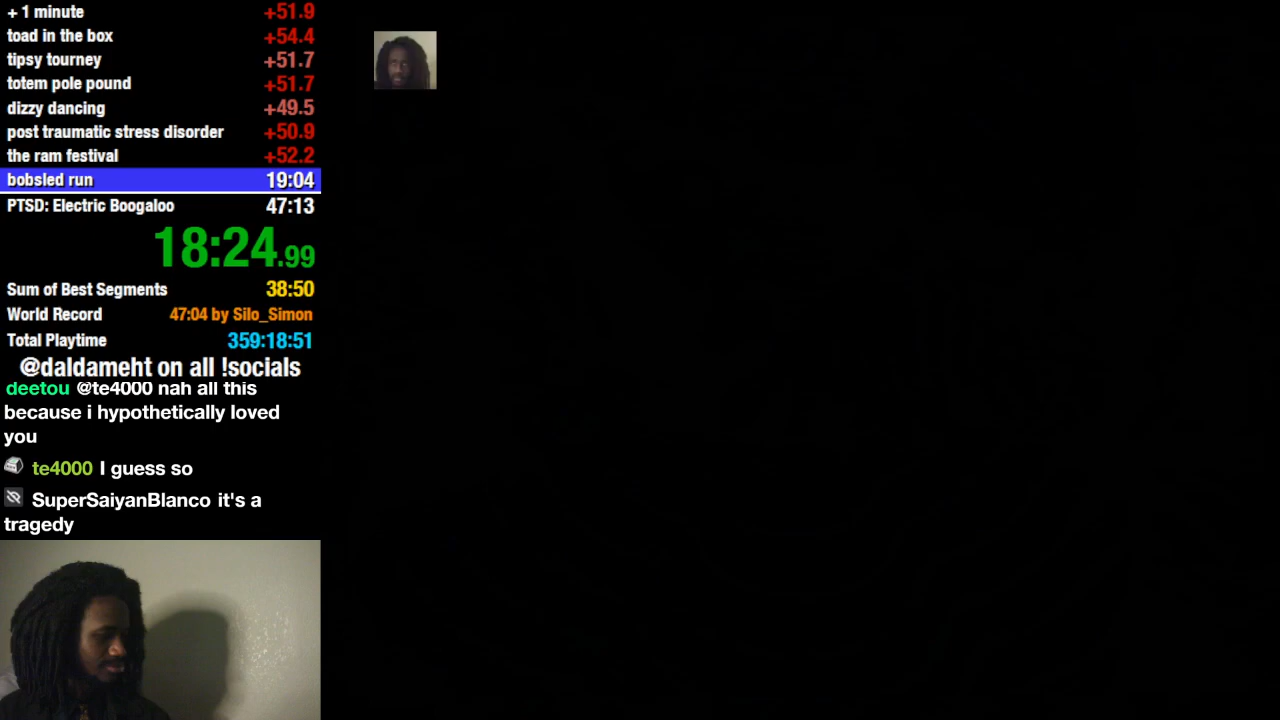 + 1 minute +51.9
toad in the box +54.4
tipsy tourney +51.7
totem pole pound +51.7
dizzy dancing +49.5
post traumatic stress disorder +50.9
the ram festival +52.2
bobsled run 19:04
PTSD: Electric Boogaloo 47:13
18:24.99
Sum of Best Segments 38:50
World Record 47:04 by Silo_Simon
Total Playtime 359:18:51
@daldameht on all !socials
deetou @te4000 nah all this
because i hypothetically loved
you
te4000 I guess so
SuperSaiyanBlanco it's a
tragedy